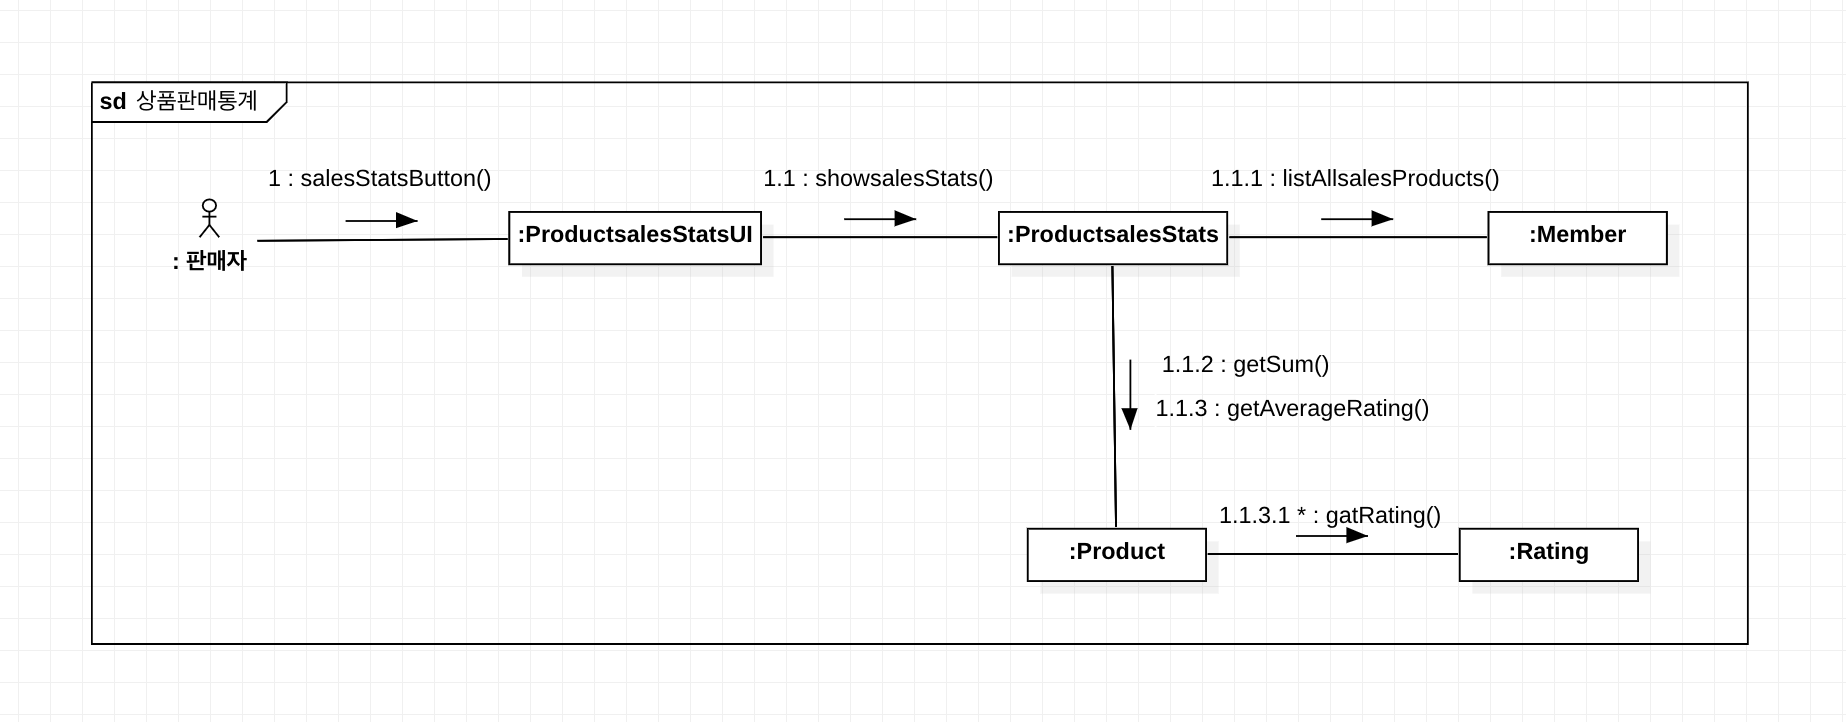 sd 상품판매통계
1 : salesStatsButton()
1.1 : showsalesStats()
1.1.1 : listAllsalesProducts()
: 판매자
:ProductsalesStatsUI
:ProductsalesStats
:Member
1.1.2 : getSum()
1.1.3 : getAverageRating()
1.1.3.1 * : gatRating()
:Product
:Rating